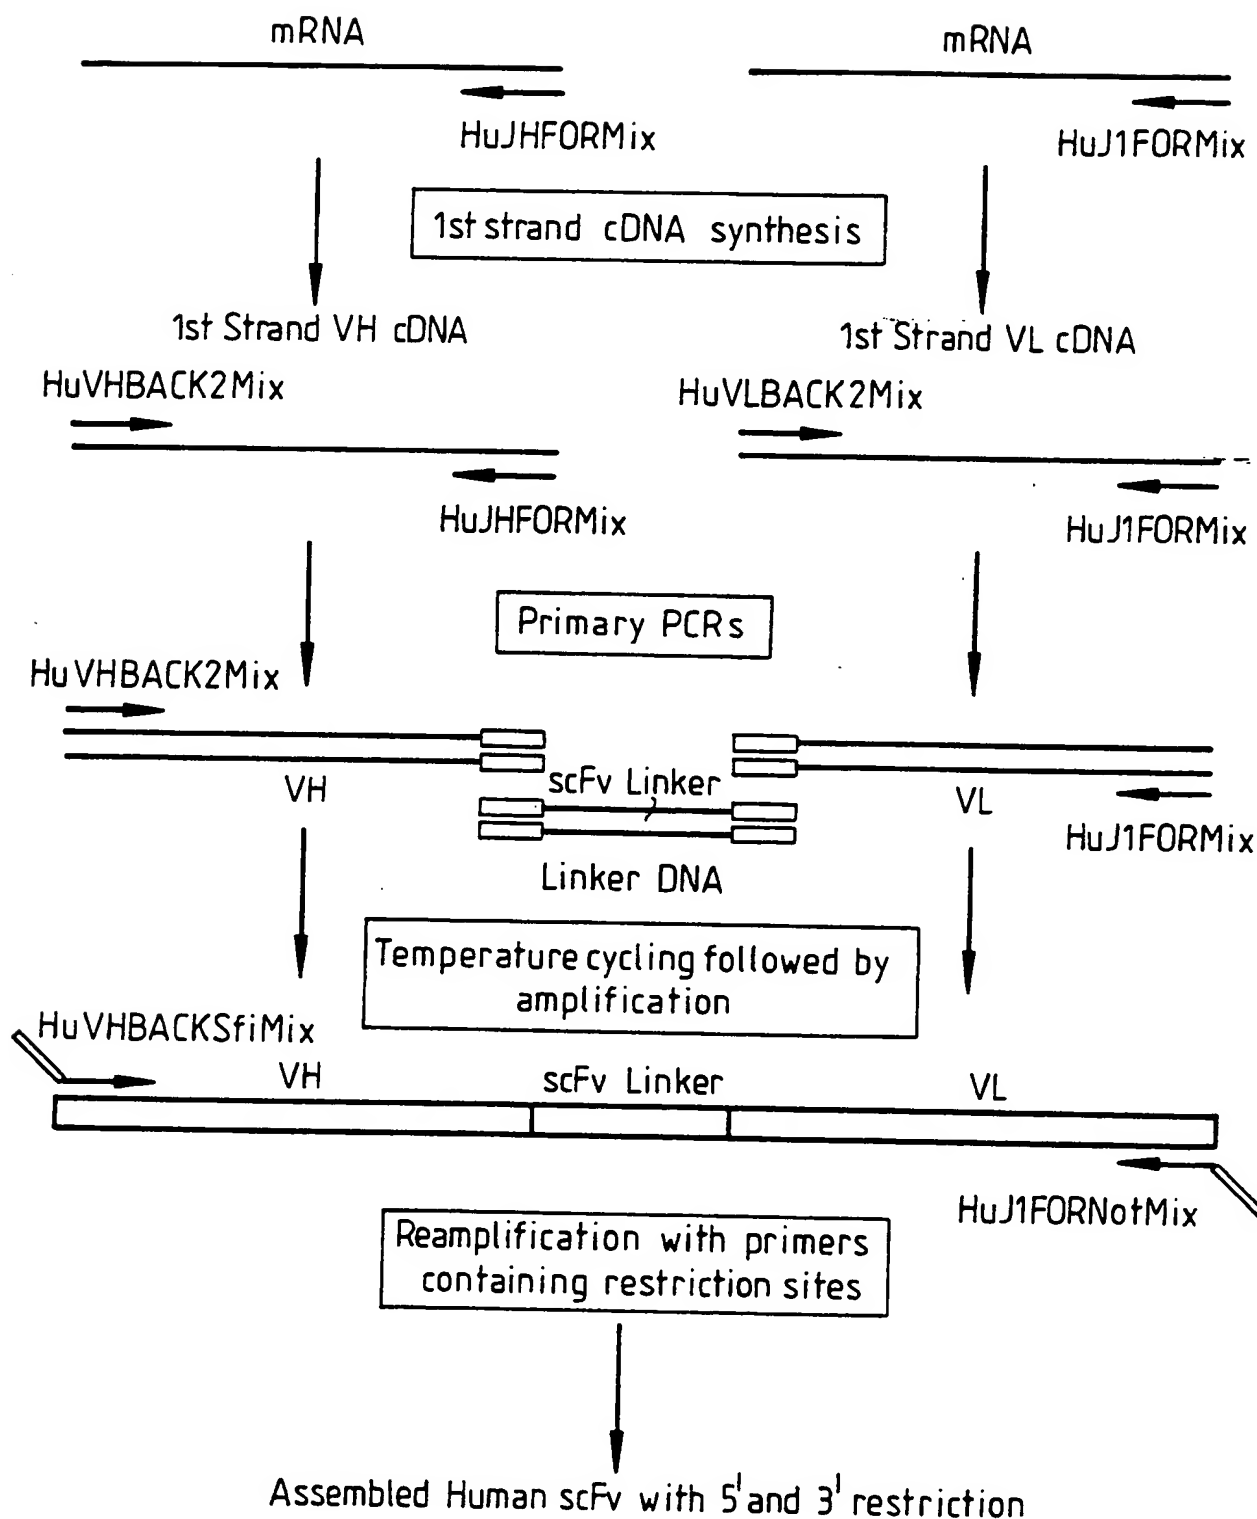 mRNA
mRNA
HuJHFORMix
HuJ1FORMix
1st strand cDNA synthesis
1st Strand VH cDNA
1st Strand VL cDNA
HuVHBACK2Mix
HuVLBACK2Mix
HuJHFORMix
HuJ1FORMix
Primary PCRs
HuVHBACK2Mix
VH
scFv Linker
VL
HuJ1FORMix
Linker DNA
Temperature cycling followed by
amplification
HuVHBACKSfiMix
VH
scFv Linker
VL
HuJ1FORNotMix
Reamplification with primers
containing restriction sites
Assembled Human scFv with 5' and 3' restriction